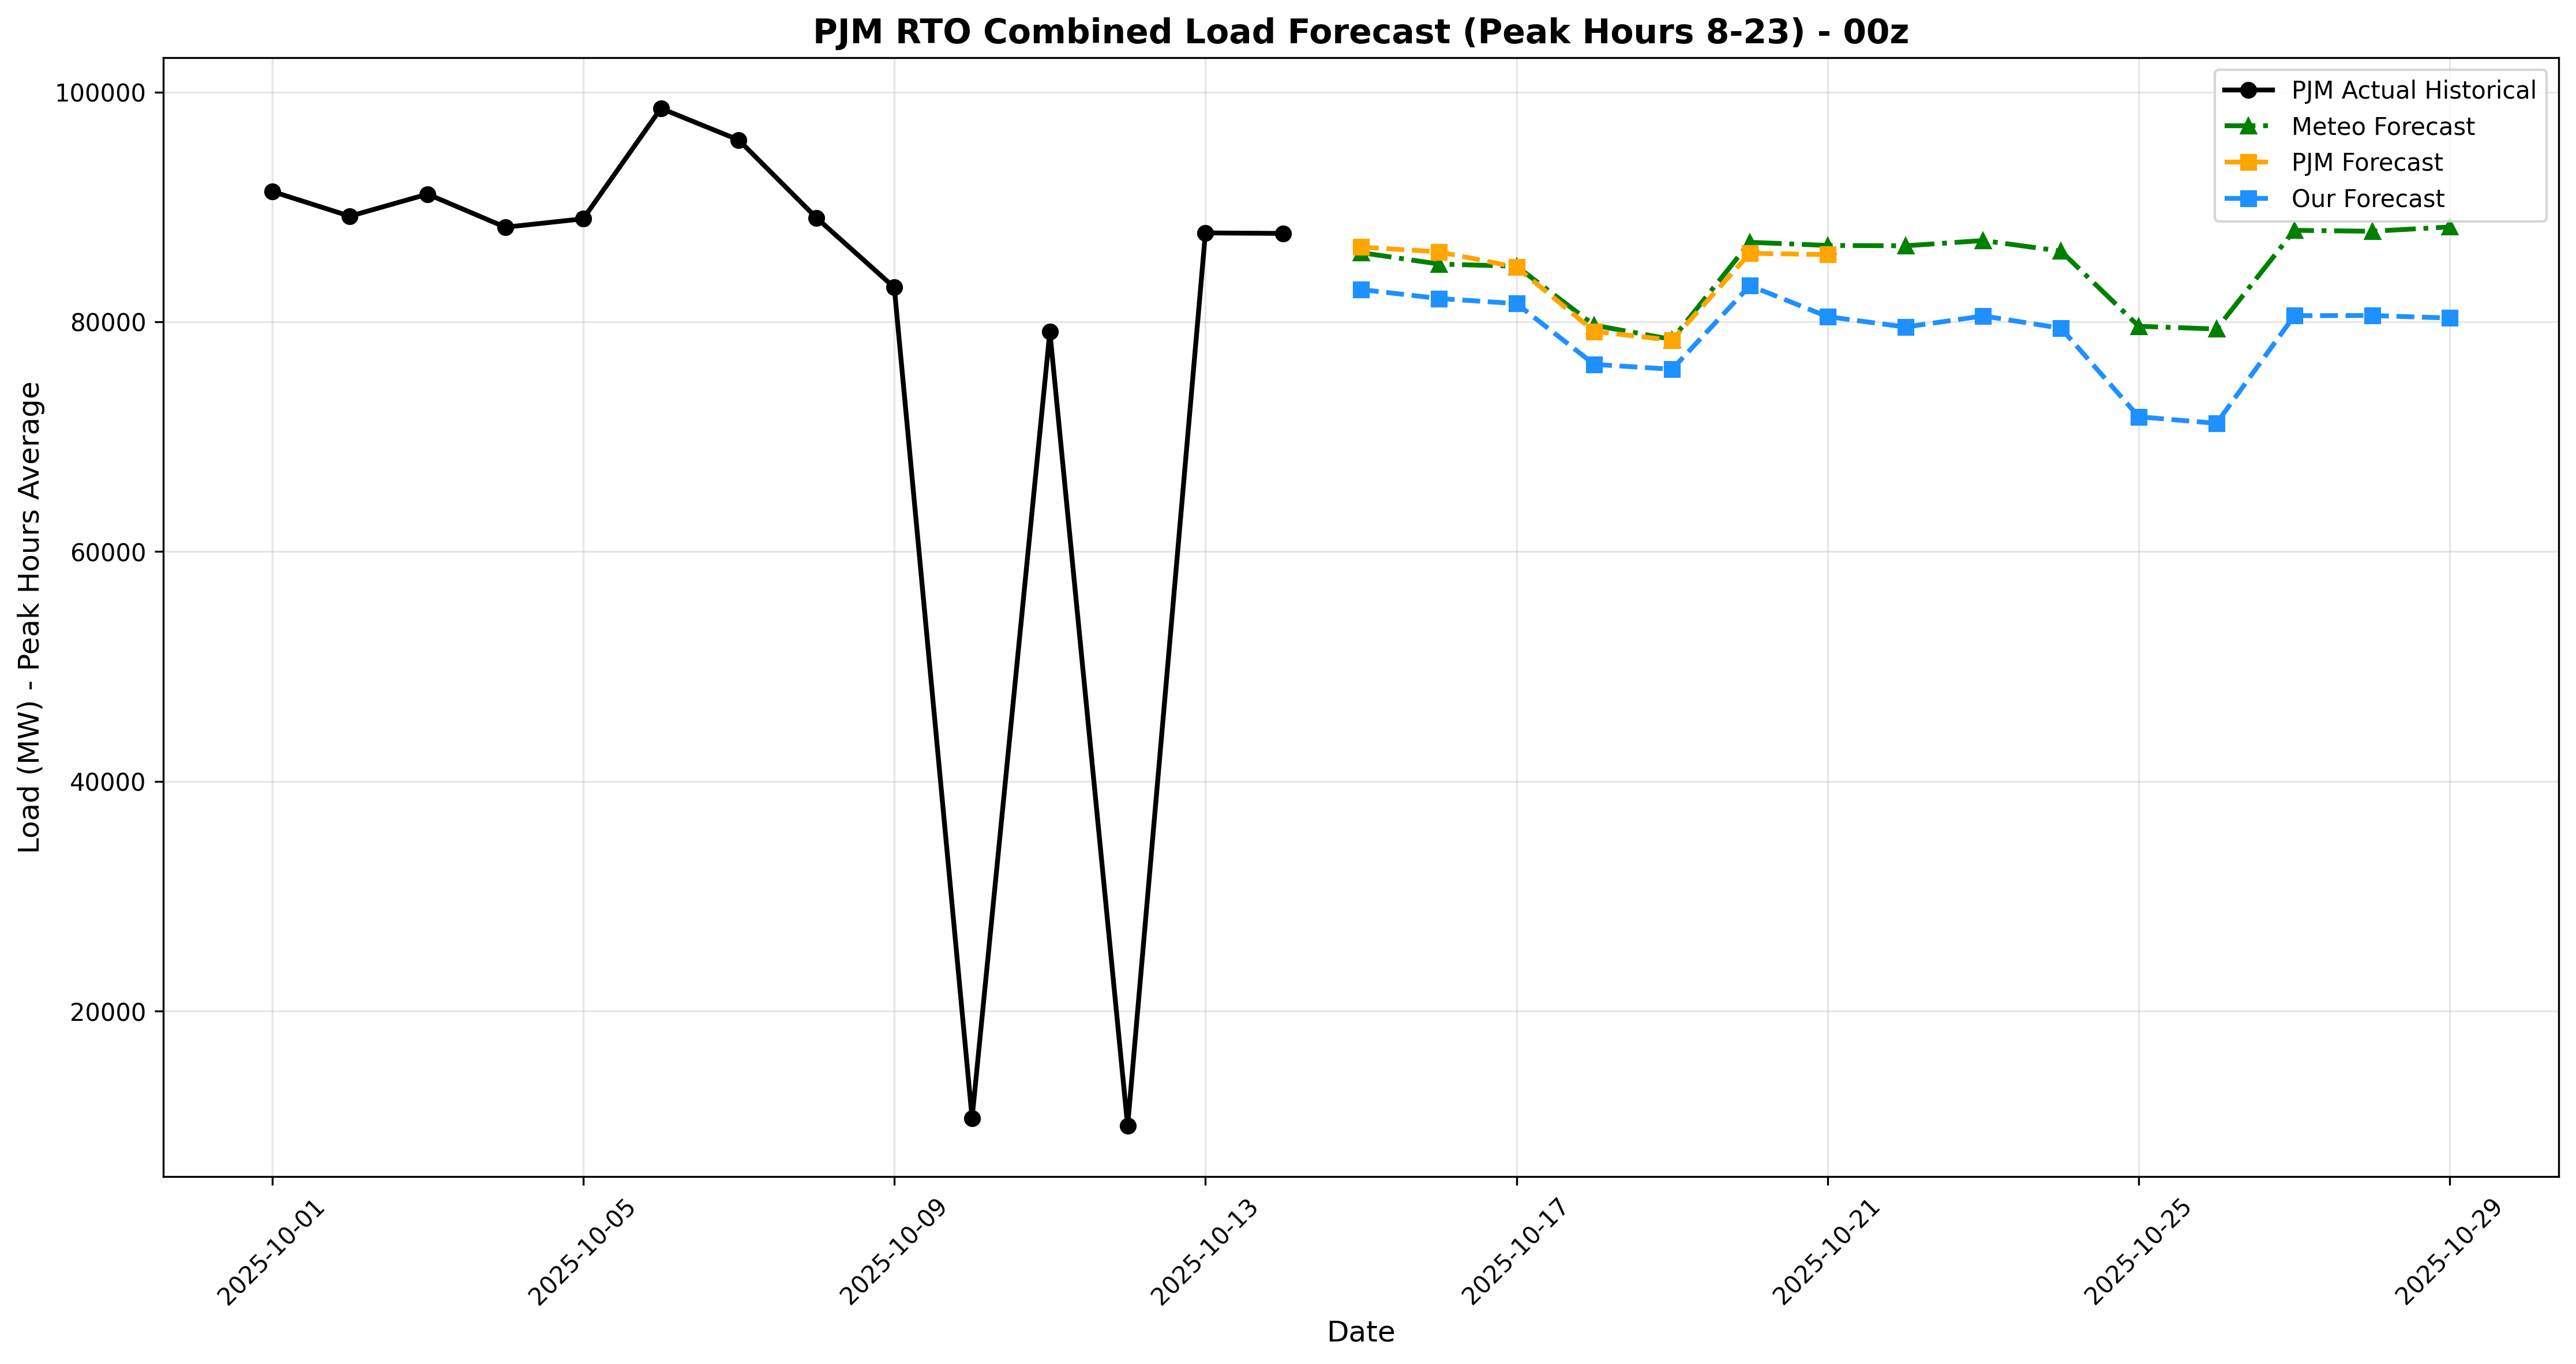 PJM RTO Combined Load Forecast (Peak Hours 8-23) - 00z
PJM Actual Historical
Meteo Forecast
PJM Forecast
Our Forecast
Load (MW) - Peak Hours Average
100000
80000
60000
40000
20000
2025-10-01
2025-10-05
2025-10-09
2025-10-13
2025-10-17
2025-10-21
2025-10-25
2025-10-29
Date